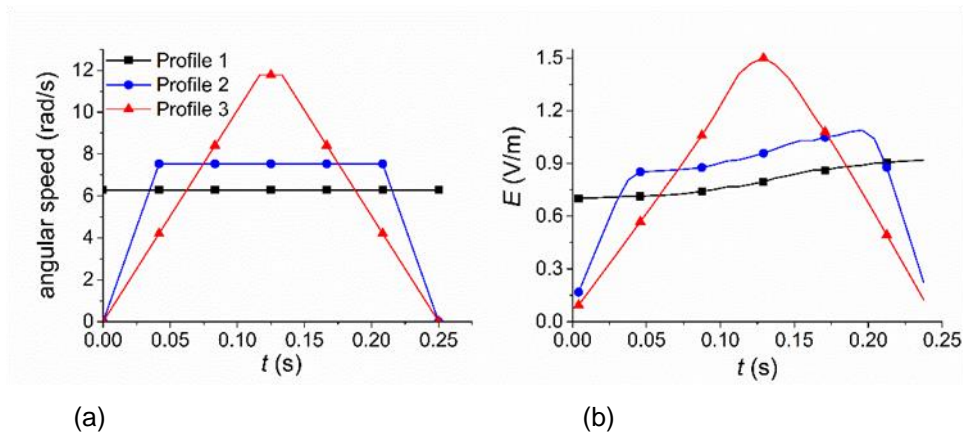 Profile 1
Profile 2
Profile 3
angular speed (rad/s)
12
10
8
6
4
2
0
0.00 0.05 0.10 0.15 0.20 0.25
t (s)
E (V/m)
1.5
1.2
0.9
0.6
0.3
0.0
0.00 0.05 0.10 0.15 0.20 0.25
t (s)
(a) (b)